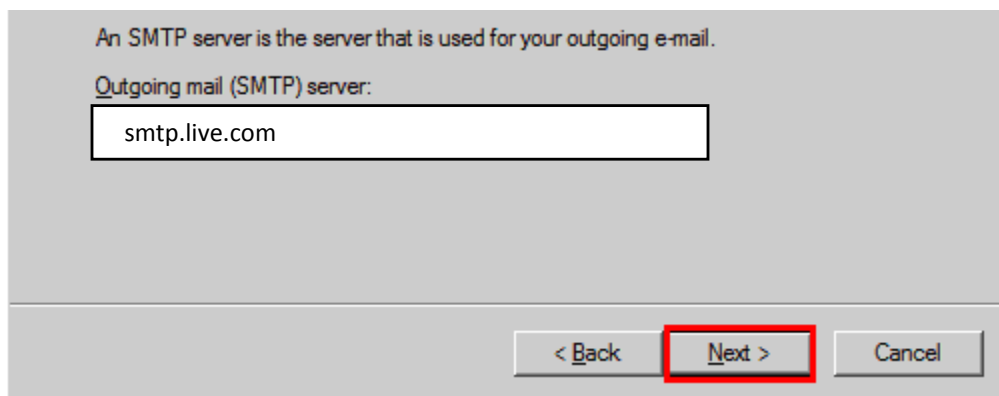 An SMTP server is the server that is used for your outgoing e-mail.
Outgoing mail (SMTP) server:
smtp.live.com
< Back Next > Cancel